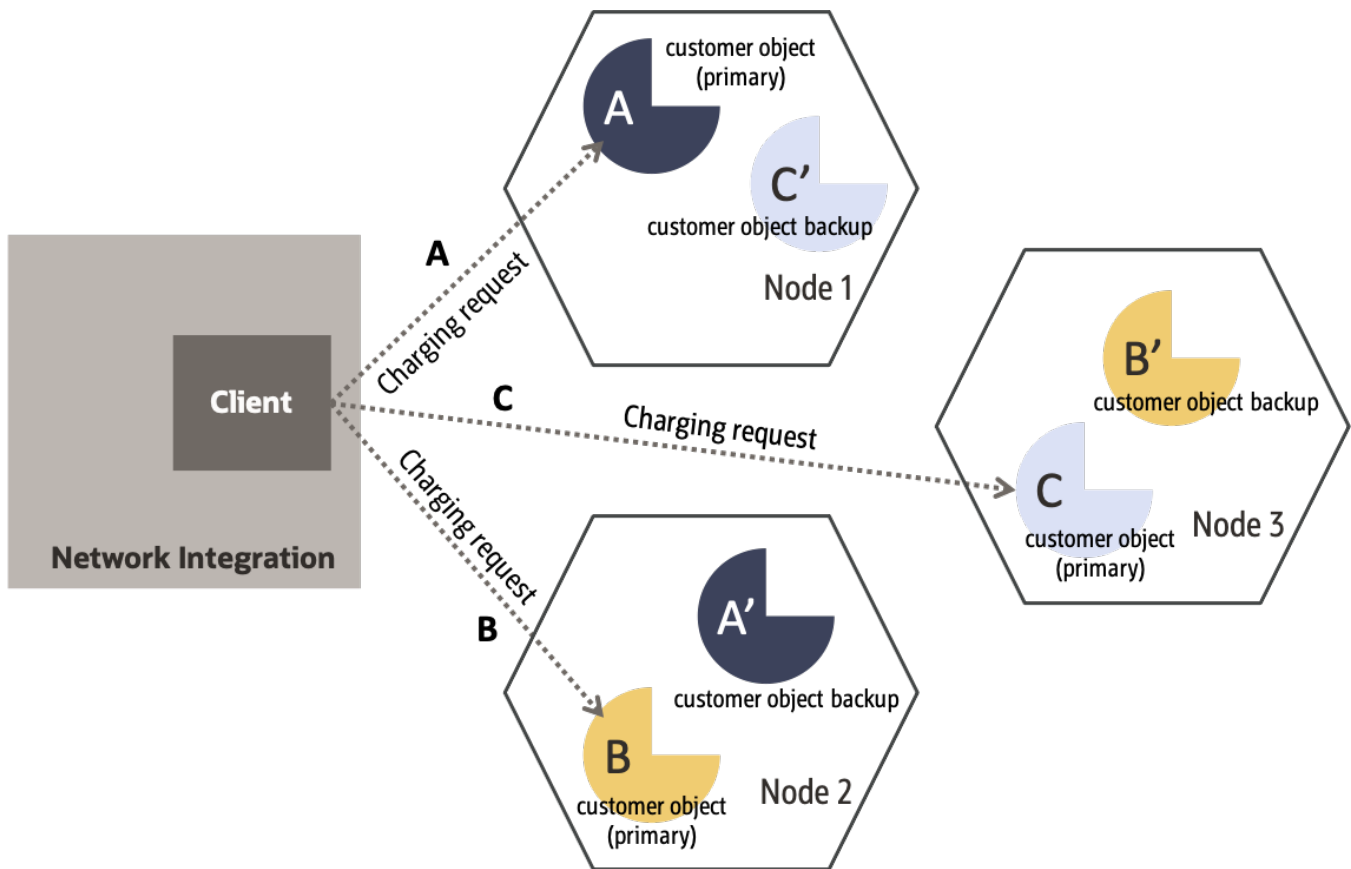 customer object
(primary)
A
C’
customer object backup
Node 1
A
Charging request
Client
Network Integration
C
Charging request
B’
customer object backup
C
customer object
(primary)
Node 3
Charging request
B
A’
customer object backup
B
customer object
(primary)
Node 2